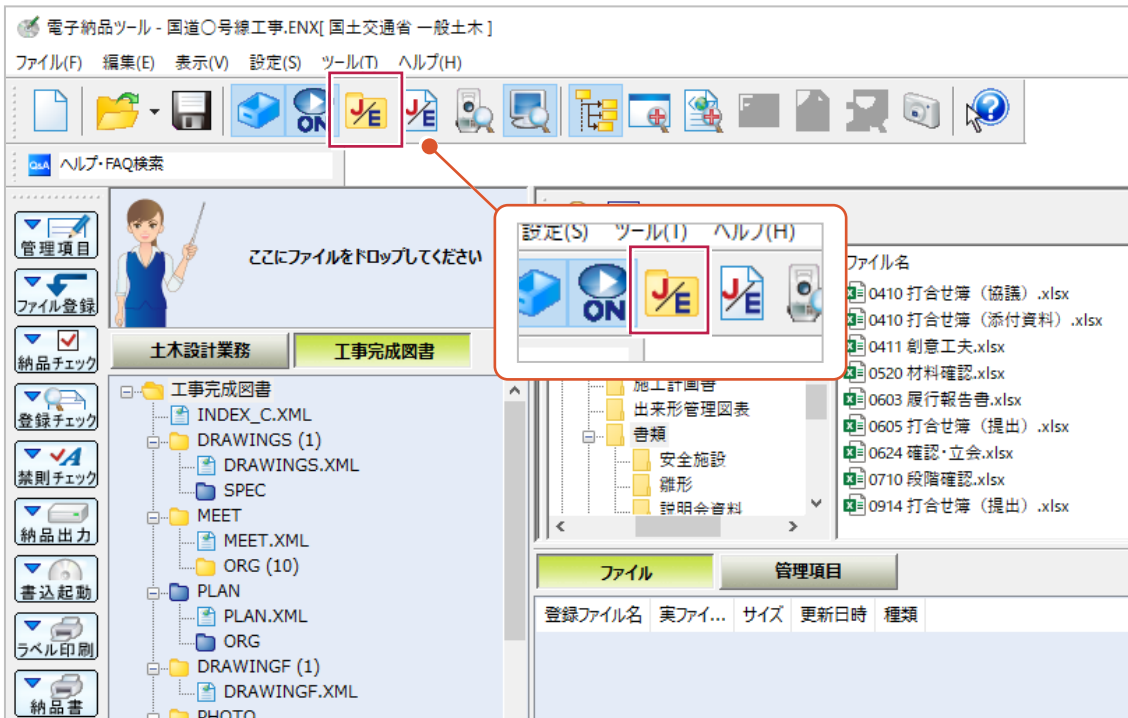 電子納品ツール - 国道〇号線工事.ENX[ 国土交通省 一般土木 ]
ファイル(F) 編集(E) 表示(V) 設定(S) ツール(T) ヘルプ(H)
ON
J/E
J/E
Q&A ヘルプ・FAQ検索
管理項目
ファイル登録
納品チェック
登録チェック
禁則チェック
納品出力
書込起動
ラベル印刷
納品書
ここにファイルをドロップしてください
土木設計業務 工事完成図書
工事完成図書
INDEX_C.XML
DRAWINGS (1)
DRAWINGS.XML
SPEC
MEET
MEET.XML
ORG (10)
PLAN
PLAN.XML
ORG
DRAWINGF (1)
DRAWINGF.XML
PHOTO
設定(S) ツール(T) ヘルプ(H)
ON
J/E
J/E
施工計画書
出来形管理図表
書類
安全施設
雛形
説明会資料
ファイル名
0410 打合せ簿（協議）.xlsx
0410 打合せ簿（添付資料）.xlsx
0411 創意工夫.xlsx
0520 材料確認.xlsx
0603 履行報告書.xlsx
0605 打合せ簿（提出）.xlsx
0624 確認・立会.xlsx
0710 段階確認.xlsx
0914 打合せ簿（提出）.xlsx
ファイル 管理項目
登録ファイル名 実ファイ... サイズ 更新日時 種類